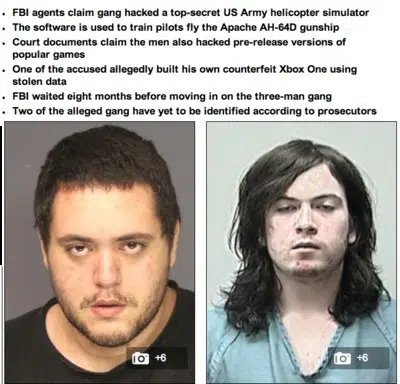 • FBI agents claim gang hacked a top-secret US Army helicopter simulator
• The software is used to train pilots fly the Apache AH-64D gunship
• Court documents claim the men also hacked pre-release versions of
popular games
• One of the accused allegedly built his own counterfeit Xbox One using
stolen data
• FBI waited eight months before moving in on the three-man gang
• Two of the alleged gang have yet to be identified according to prosecutors
+6
+6